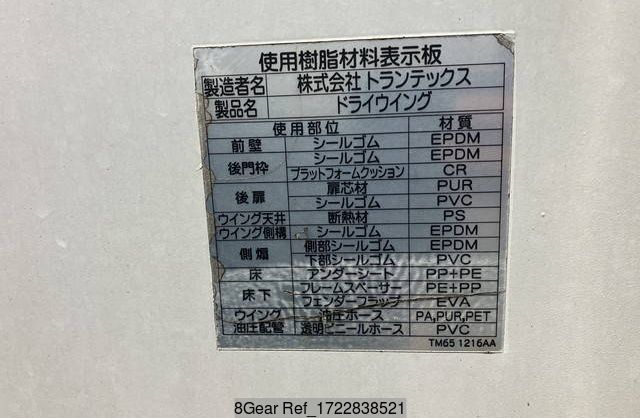 使用樹脂材料表示板
製造者名 株式会社トランテックス
製品名 ドライウイング
使用部位 材質
前壁 シールゴム EPDM
後門枠 シールゴム EPDM
プラットフォームクッション CR
後扉 扉芯材 PUR
シールゴム PVC
ウイング天井 断熱材 PS
ウイング側構 シールゴム EPDM
側煽 側部シールゴム EPDM
下部シールゴム PVC
床 アンダーシート PP+PE
床下 フレームスペーサー PE+PP
フェンダーフラップ EVA
ウイング 油圧ホース PA,PUR,PET
油圧配管 透明ビニールホース PVC
TM65 1216AA
8Gear Ref_1722838521